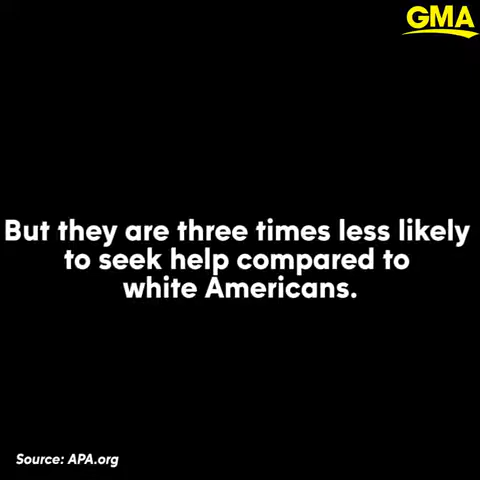 GMA
But they are three times less likely
to seek help compared to
white Americans.
Source: APA.org